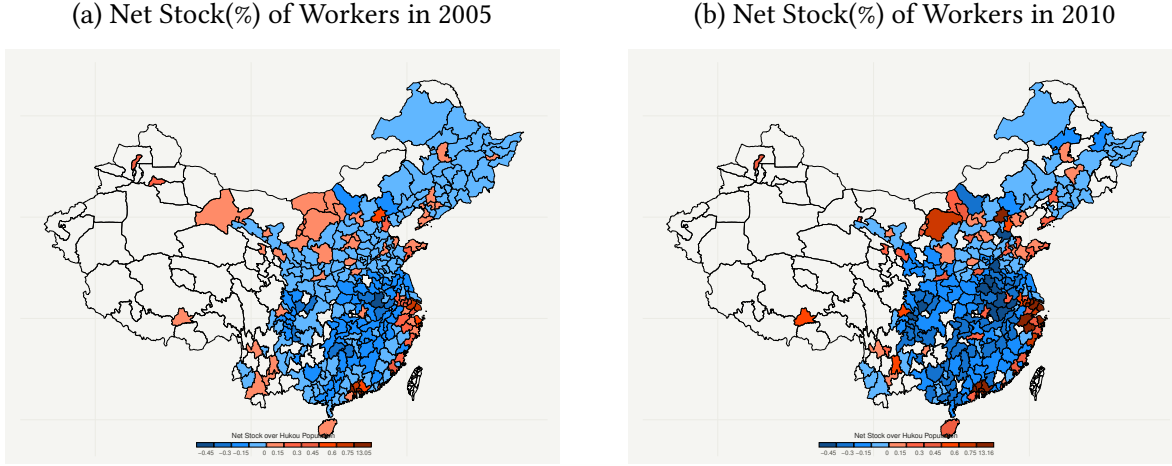 (a) Net Stock(%) of Workers in 2005
(b) Net Stock(%) of Workers in 2010
Net Stock over Hukou Population
−0.45 −0.3 −0.15 0 0.15 0.3 0.45 0.6 0.75 13.05
Net Stock over Hukou Population
−0.45 −0.3 −0.15 0 0.15 0.3 0.45 0.6 0.75 13.16